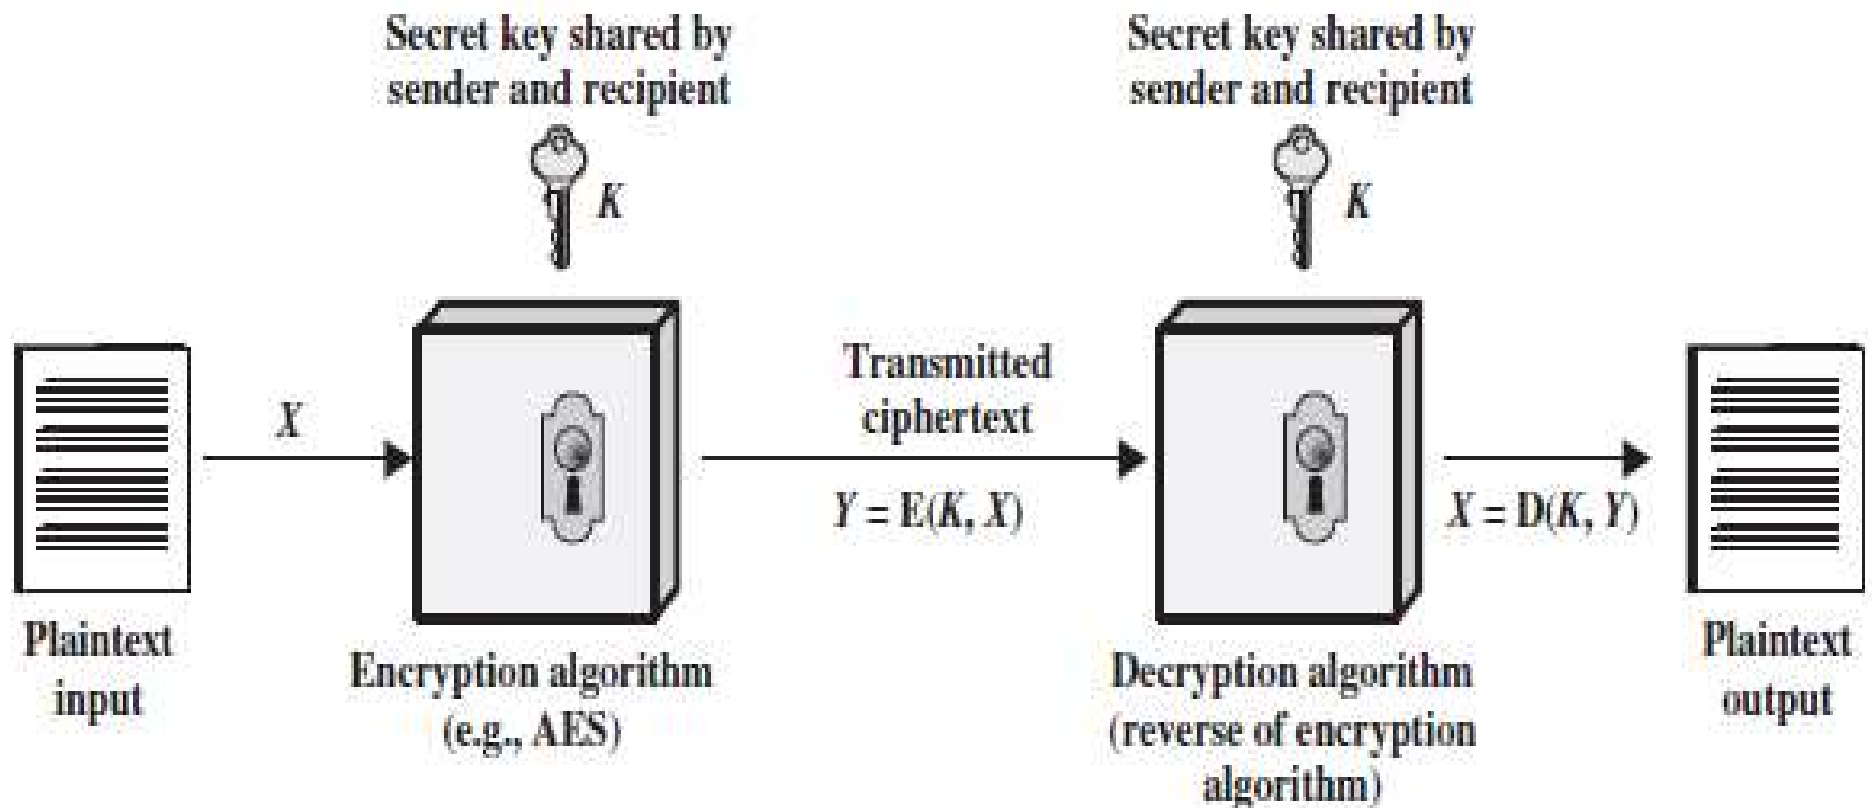 Secret key shared by
sender and recipient
K
Secret key shared by
sender and recipient
K
X
Transmitted
ciphertext
Y = E(K, X)
X = D(K, Y)
Plaintext
input
Encryption algorithm
(e.g., AES)
Decryption algorithm
(reverse of encryption
algorithm)
Plaintext
output